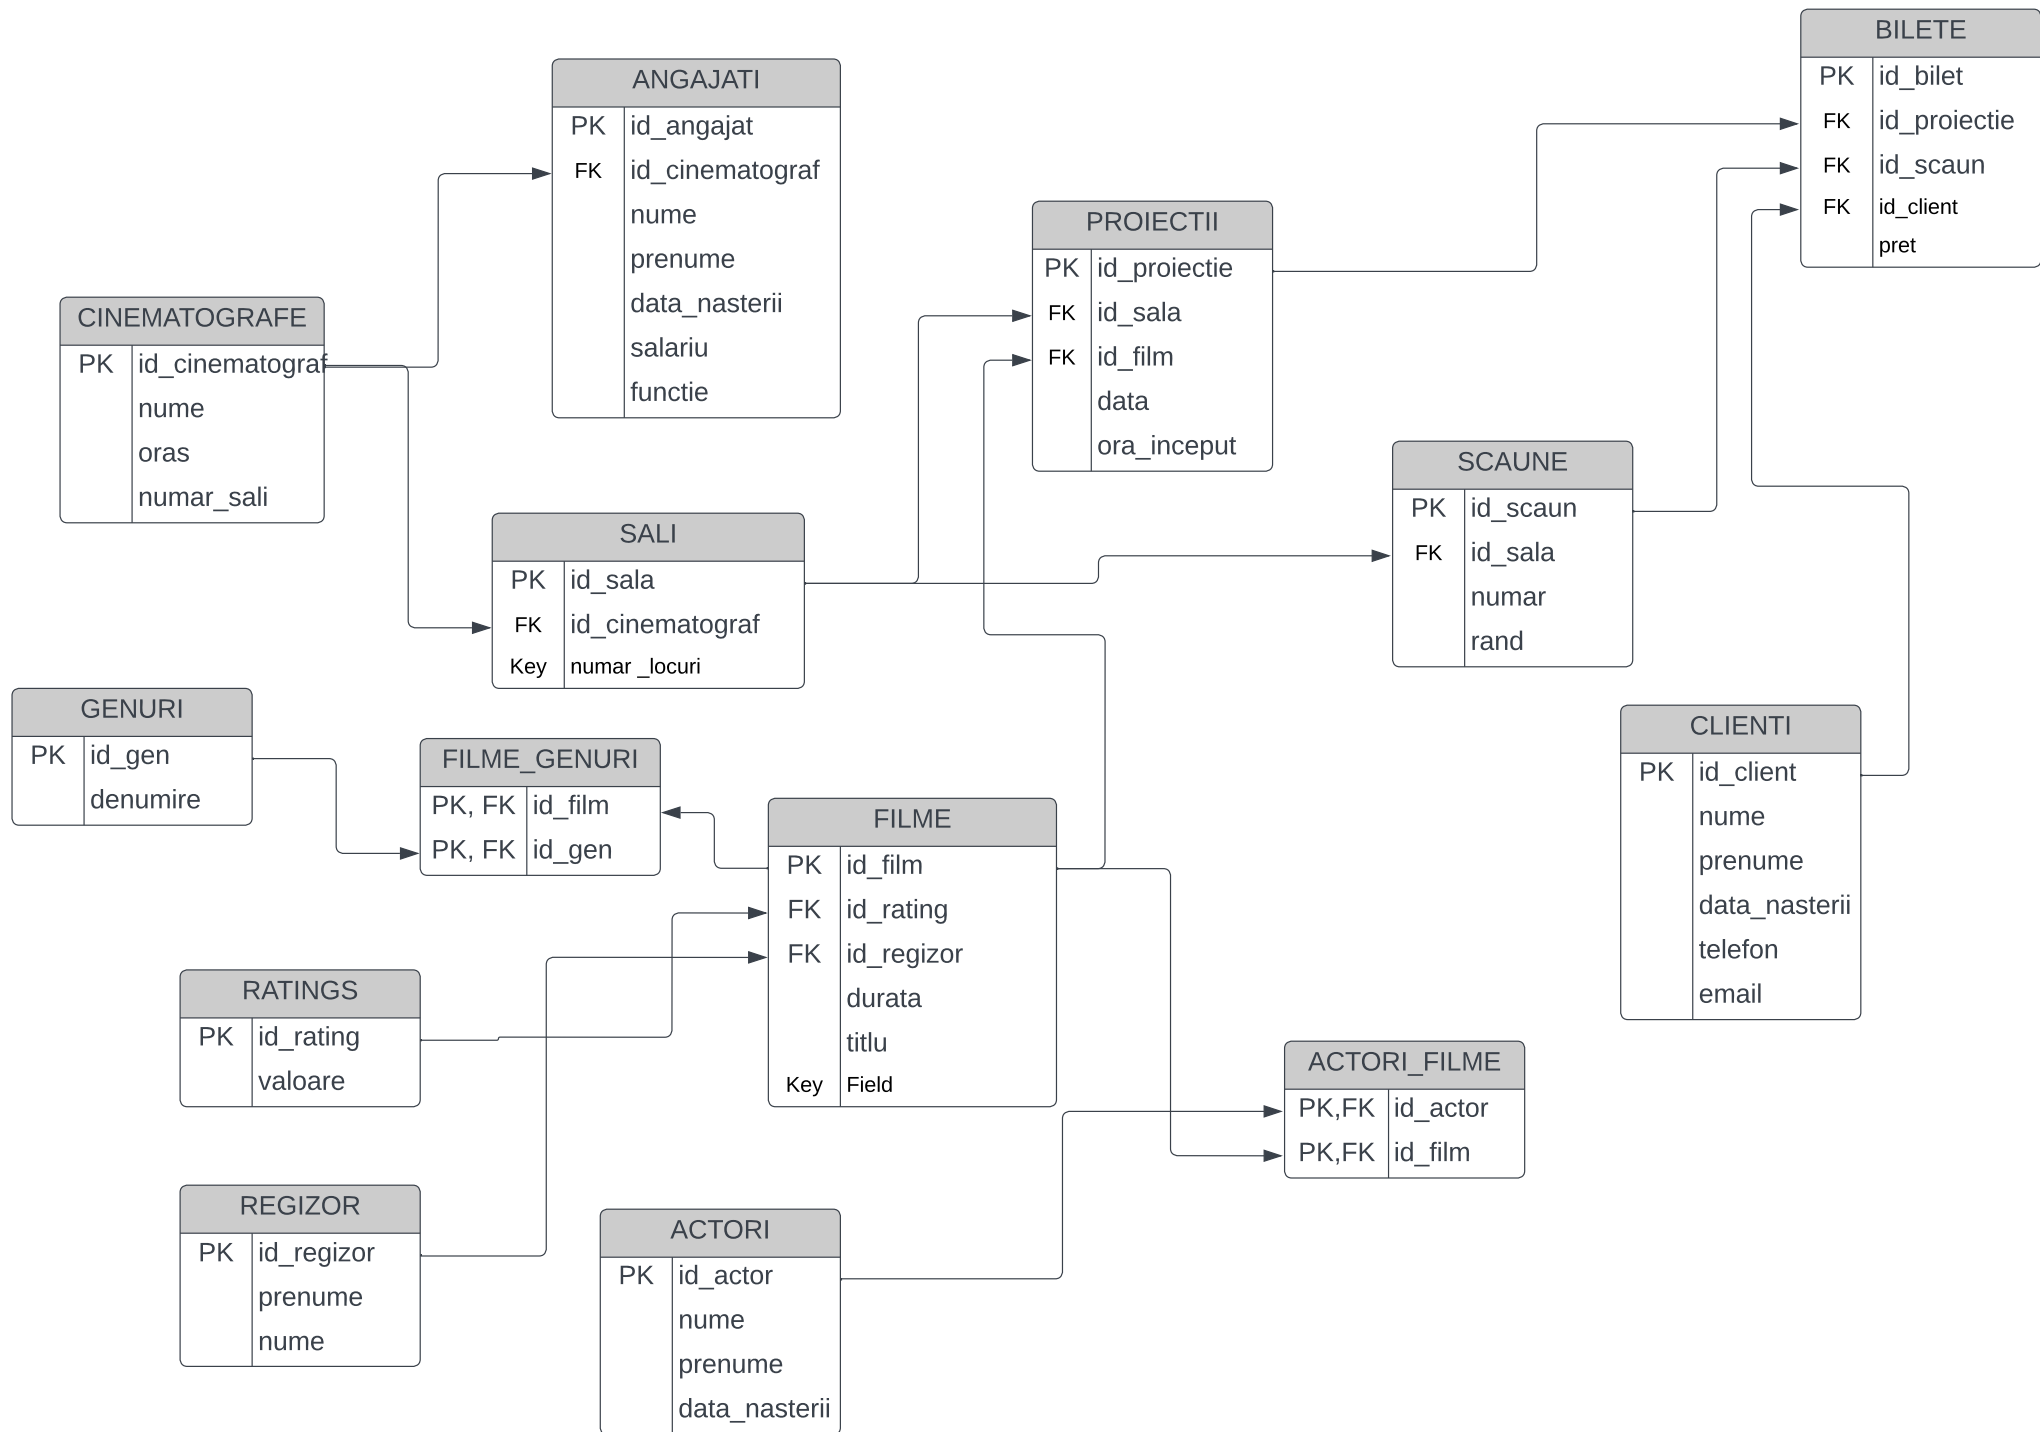 BILETE
PK id_bilet
FK id_proiectie
FK id_scaun
FK id_client
pret
ANGAJATI
PK id_angajat
FK id_cinematograf
nume
prenume
data_nasterii
salariu
functie
PROIECTII
PK id_proiectie
FK id_sala
FK id_film
data
ora_inceput
CINEMATOGRAFE
PK id_cinematograf
nume
oras
numar_sali
SCAUNE
PK id_scaun
FK id_sala
numar
rand
SALI
PK id_sala
FK id_cinematograf
Key numar _locuri
GENURI
PK id_gen
denumire
FILME_GENURI
PK, FK id_film
PK, FK id_gen
FILME
PK id_film
FK id_rating
FK id_regizor
durata
titlu
Key Field
CLIENTI
PK id_client
nume
prenume
data_nasterii
telefon
email
RATINGS
PK id_rating
valoare
ACTORI_FILME
PK,FK id_actor
PK,FK id_film
REGIZOR
PK id_regizor
prenume
nume
ACTORI
PK id_actor
nume
prenume
data_nasterii